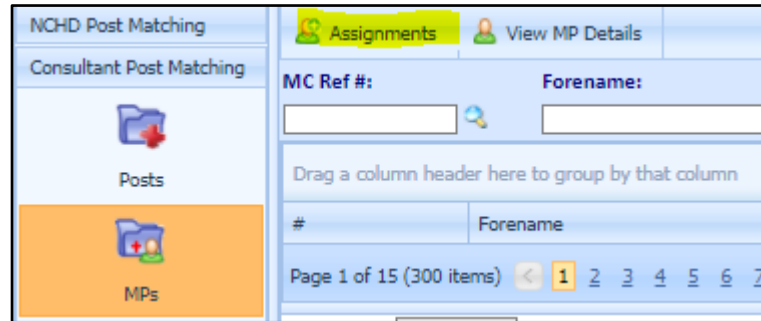 NCHD Post Matching
Consultant Post Matching
Posts
MPs
Assignments View MP Details
MC Ref #: Forename:
Drag a column header here to group by that column
# Forename
Page 1 of 15 (300 items) < 1 2 3 4 5 6 7